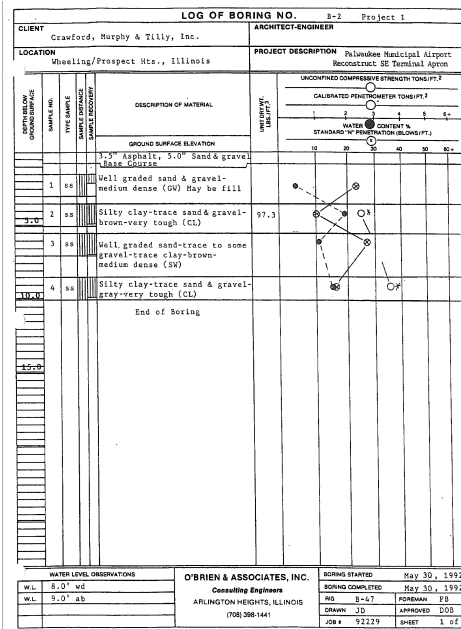 LOG OF BORING NO. B-2 Project 1
CLIENT
Crawford, Murphy & Tilly, Inc.
ARCHITECT-ENGINEER
LOCATION
Wheeling/Prospect Hts., Illinois
PROJECT DESCRIPTION Palwaukee Municipal Airport
Reconstruct SE Terminal Apron
DEPTH BELOW GROUND SURFACE
SAMPLE NO.
TYPE SAMPLE
SAMPLE DISTANCE
SAMPLE RECOVERY
DESCRIPTION OF MATERIAL
GROUND SURFACE ELEVATION
UNIT DRY WT. LBS./FT.3
UNCONFINED COMPRESSIVE STRENGTH TONS/FT.2
CALIBRATED PENETROMETER TONS/FT.2
1 2 3 4 5 6+
WATER CONTENT %
STANDARD "N" PENETRATION (BLOWS/FT.)
10 20 30 40 50 60+
3.5" Asphalt, 5.0" Sand & gravel
Base Course
1 ss Well graded sand & gravel-
medium dense (GW) May be fill
2 ss Silty clay-trace sand & gravel- 97.3
5.0 brown-very tough (CL)
3 ss Well graded sand-trace to some
gravel-trace clay-brown-
medium dense (SW)
4 ss Silty clay-trace sand & gravel-
10.0 gray-very tough (CL)
End of Boring
15.0
WATER LEVEL OBSERVATIONS
W.L. 8.0' wd
W.L. 9.0' ab
O'BRIEN & ASSOCIATES, INC.
Consulting Engineers
ARLINGTON HEIGHTS, ILLINOIS
(708) 398-1441
BORING STARTED May 30, 1992
BORING COMPLETED May 30, 1992
RIG B-47 FOREMAN PB
DRAWN JD APPROVED DOB
JOB # 92229 SHEET 1 of